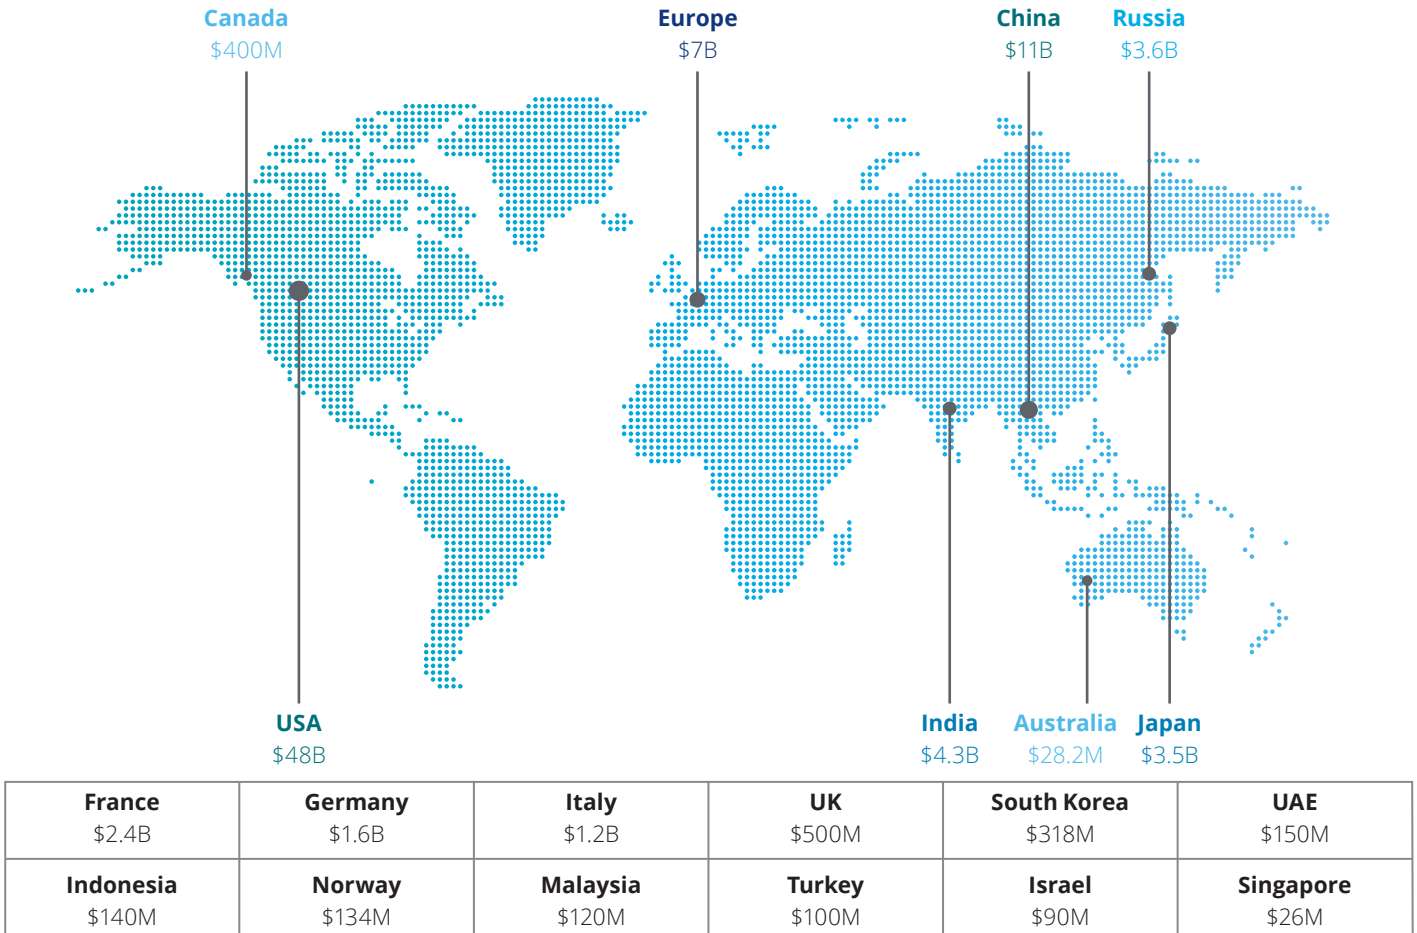 Canada
$400M
Europe
$7B
China
$11B
Russia
$3.6B
USA
$48B
India
$4.3B
Australia
$28.2M
Japan
$3.5B
France
$2.4B
Germany
$1.6B
Italy
$1.2B
UK
$500M
South Korea
$318M
UAE
$150M
Indonesia
$140M
Norway
$134M
Malaysia
$120M
Turkey
$100M
Israel
$90M
Singapore
$26M